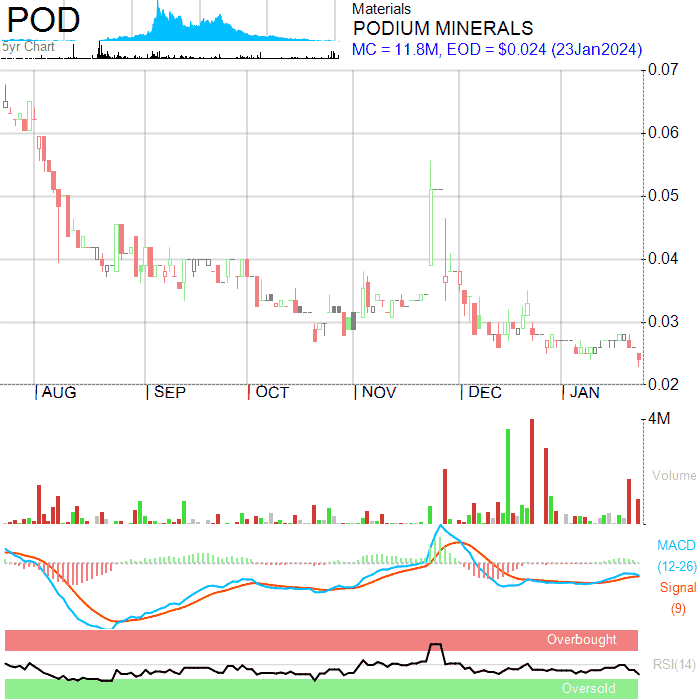 POD
5yr Chart
Materials
PODIUM MINERALS
MC = 11.8M, EOD = $0.024 (23Jan2024)
0.07
0.06
0.05
0.04
0.03
0.02
AUG SEP OCT NOV DEC JAN
4M
Volume
MACD
(12-26)
Signal
(9)
Overbought
RSI(14)
Oversold